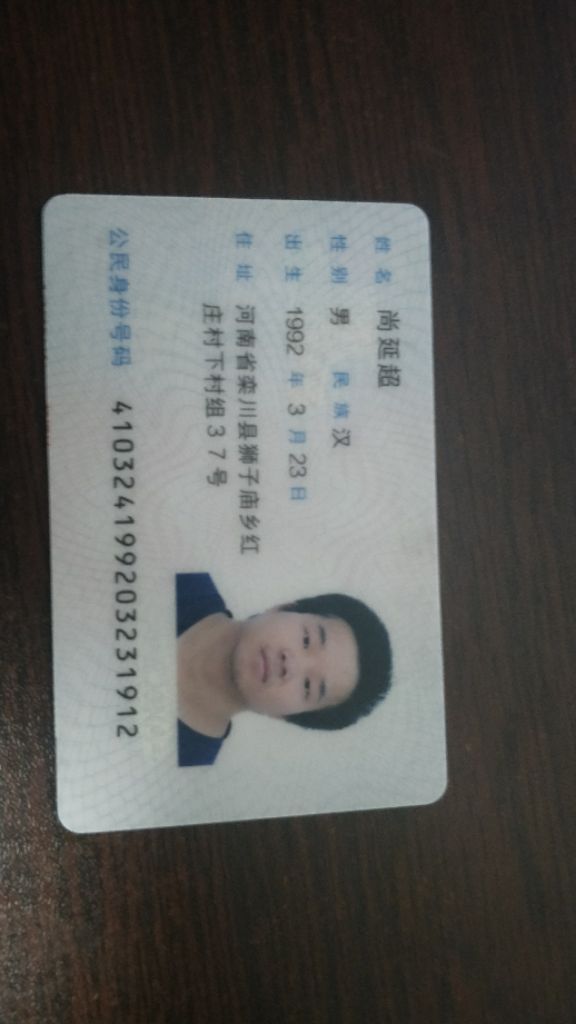 姓名 尚延超
性别 男 民族 汉
出生 1992 年 3 月 23 日
住址 河南省栾川县狮子庙乡红
庄村下村组37号
公民身份号码 410324199203231912